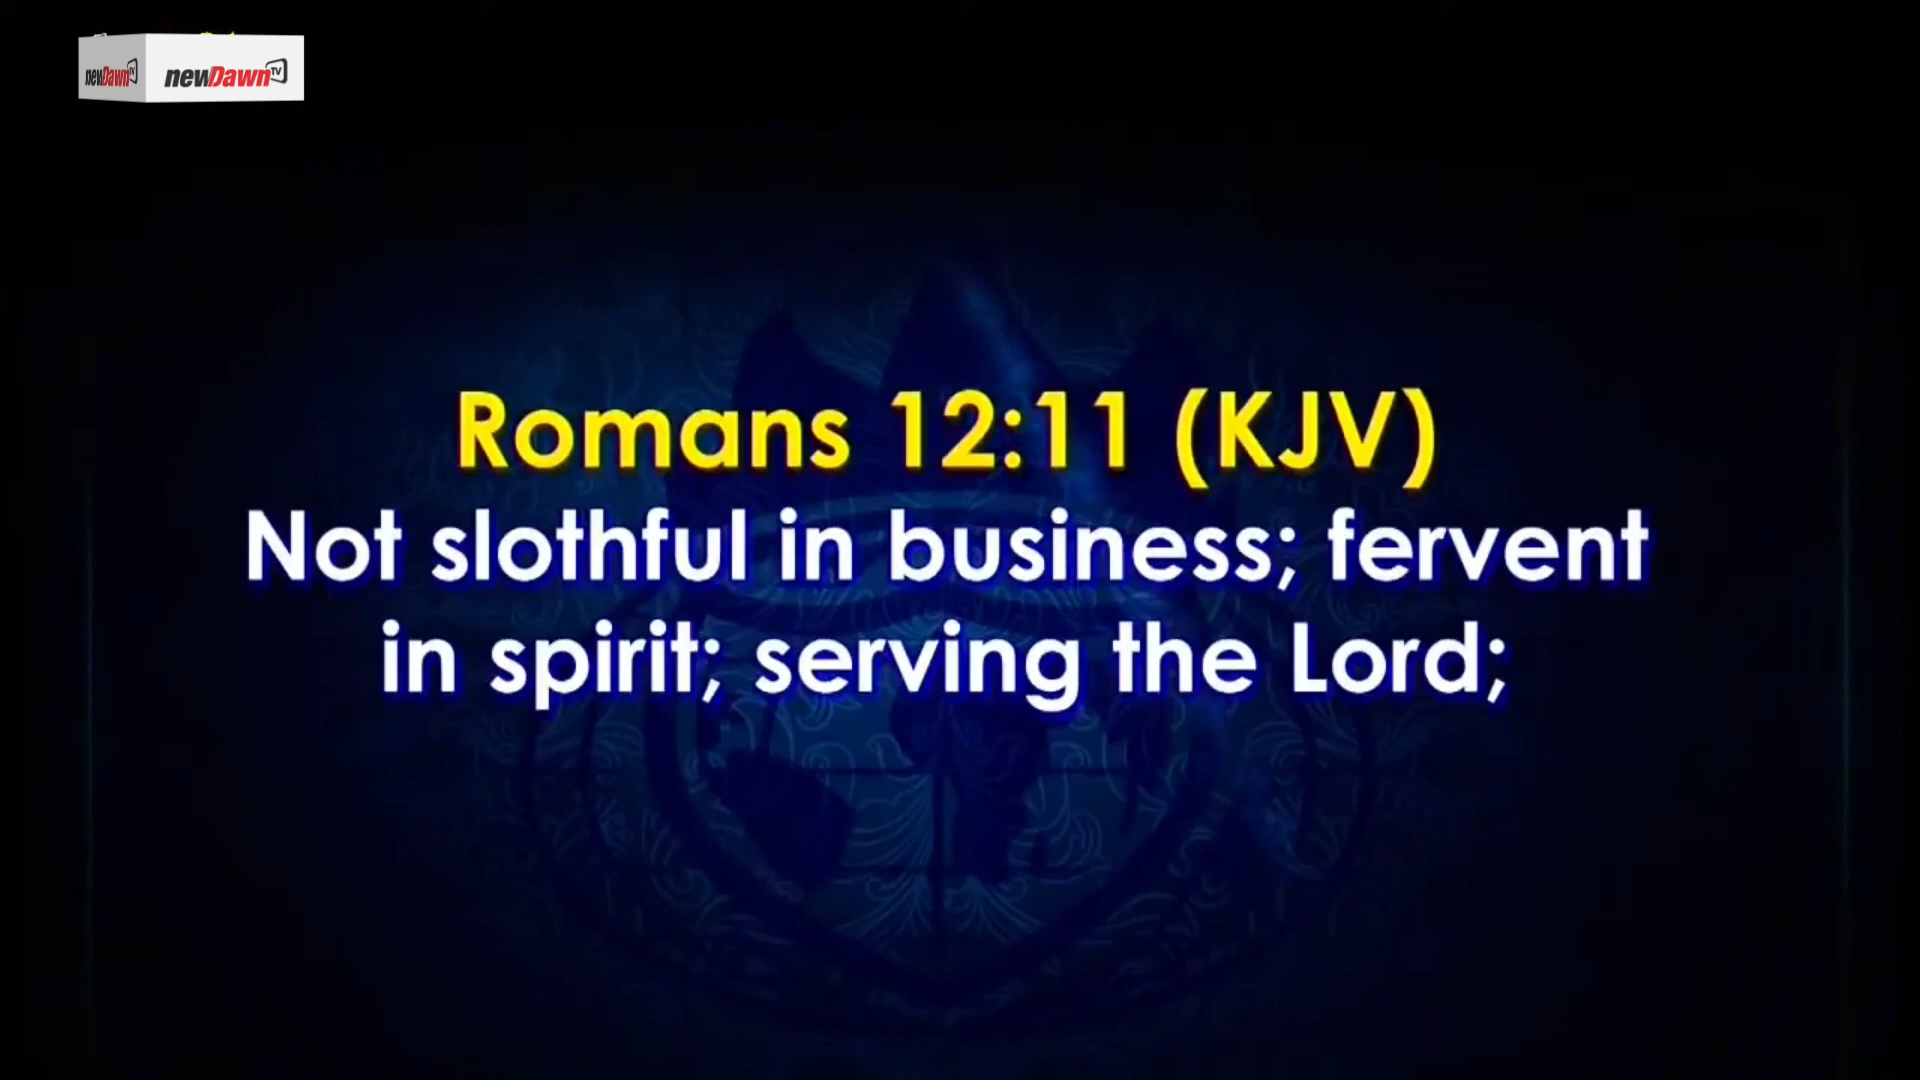 newDawn TV newDawn TV
Romans 12:11 (KJV)
Not slothful in business; fervent
in spirit; serving the Lord;